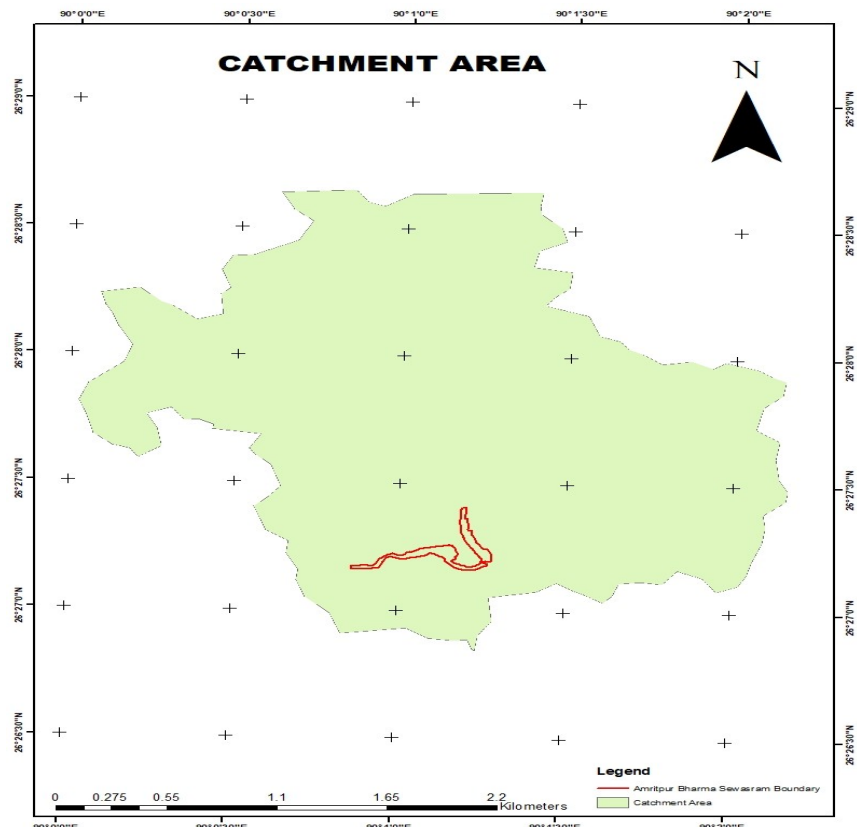 90°0'0"E 90°0'30"E 90°1'0"E 90°1'30"E 90°2'0"E
CATCHMENT AREA
N
26°29'0"N 26°29'0"N
26°28'30"N 26°28'30"N
26°28'0"N 26°28'0"N
26°27'30"N 26°27'30"N
26°27'0"N 26°27'0"N
26°26'30"N 26°26'30"N
Legend
Amritpur Bharma Sewasram Boundary
Catchment Area
0 0.275 0.55 1.1 1.65 2.2
Kilometers